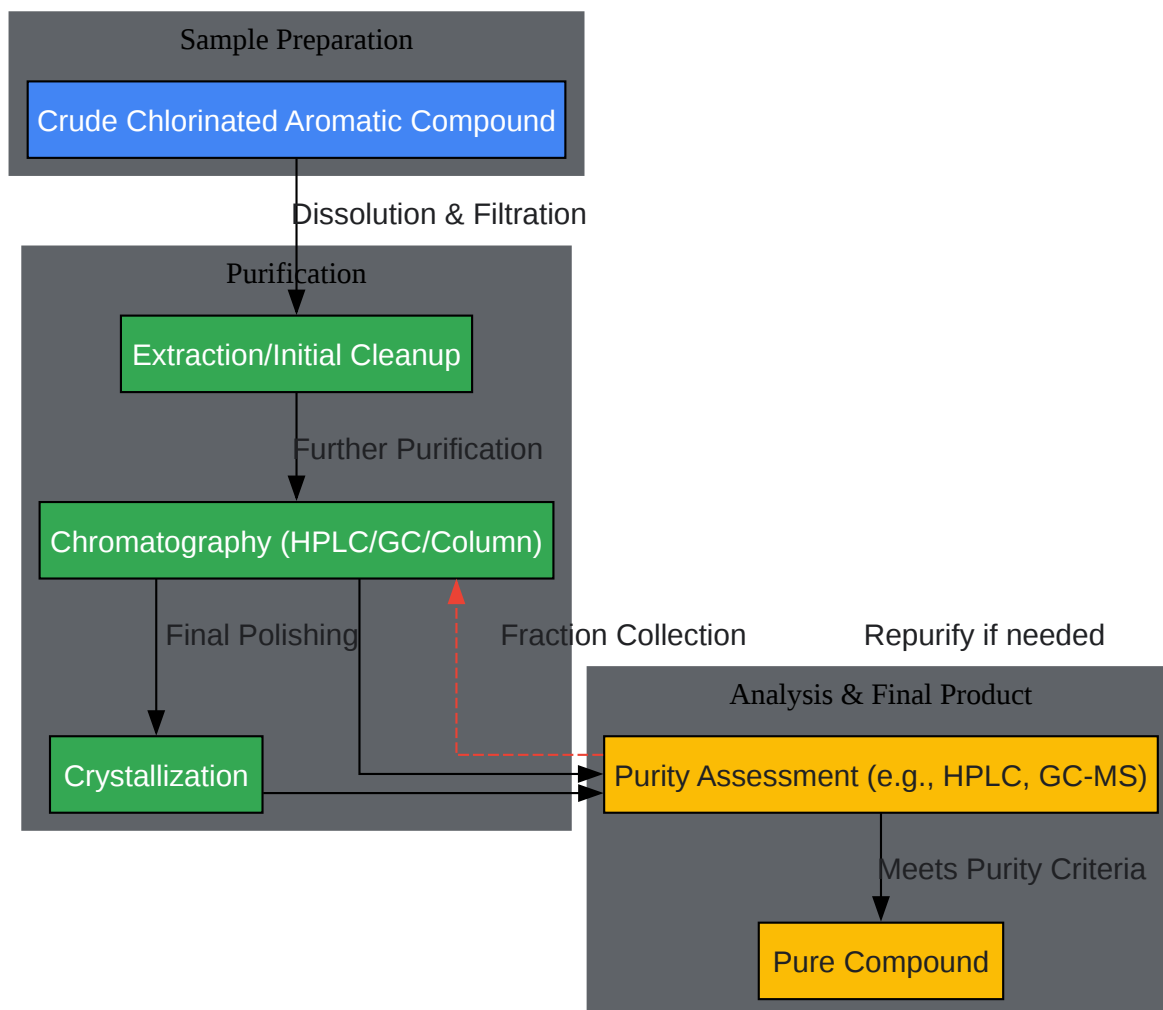 Sample Preparation
Crude Chlorinated Aromatic Compound
Dissolution & Filtration
Purification
Extraction/Initial Cleanup
Further Purification
Chromatography (HPLC/GC/Column)
Final Polishing
Fraction Collection
Repurify if needed
Analysis & Final Product
Crystallization
Purity Assessment (e.g., HPLC, GC-MS)
Meets Purity Criteria
Pure Compound